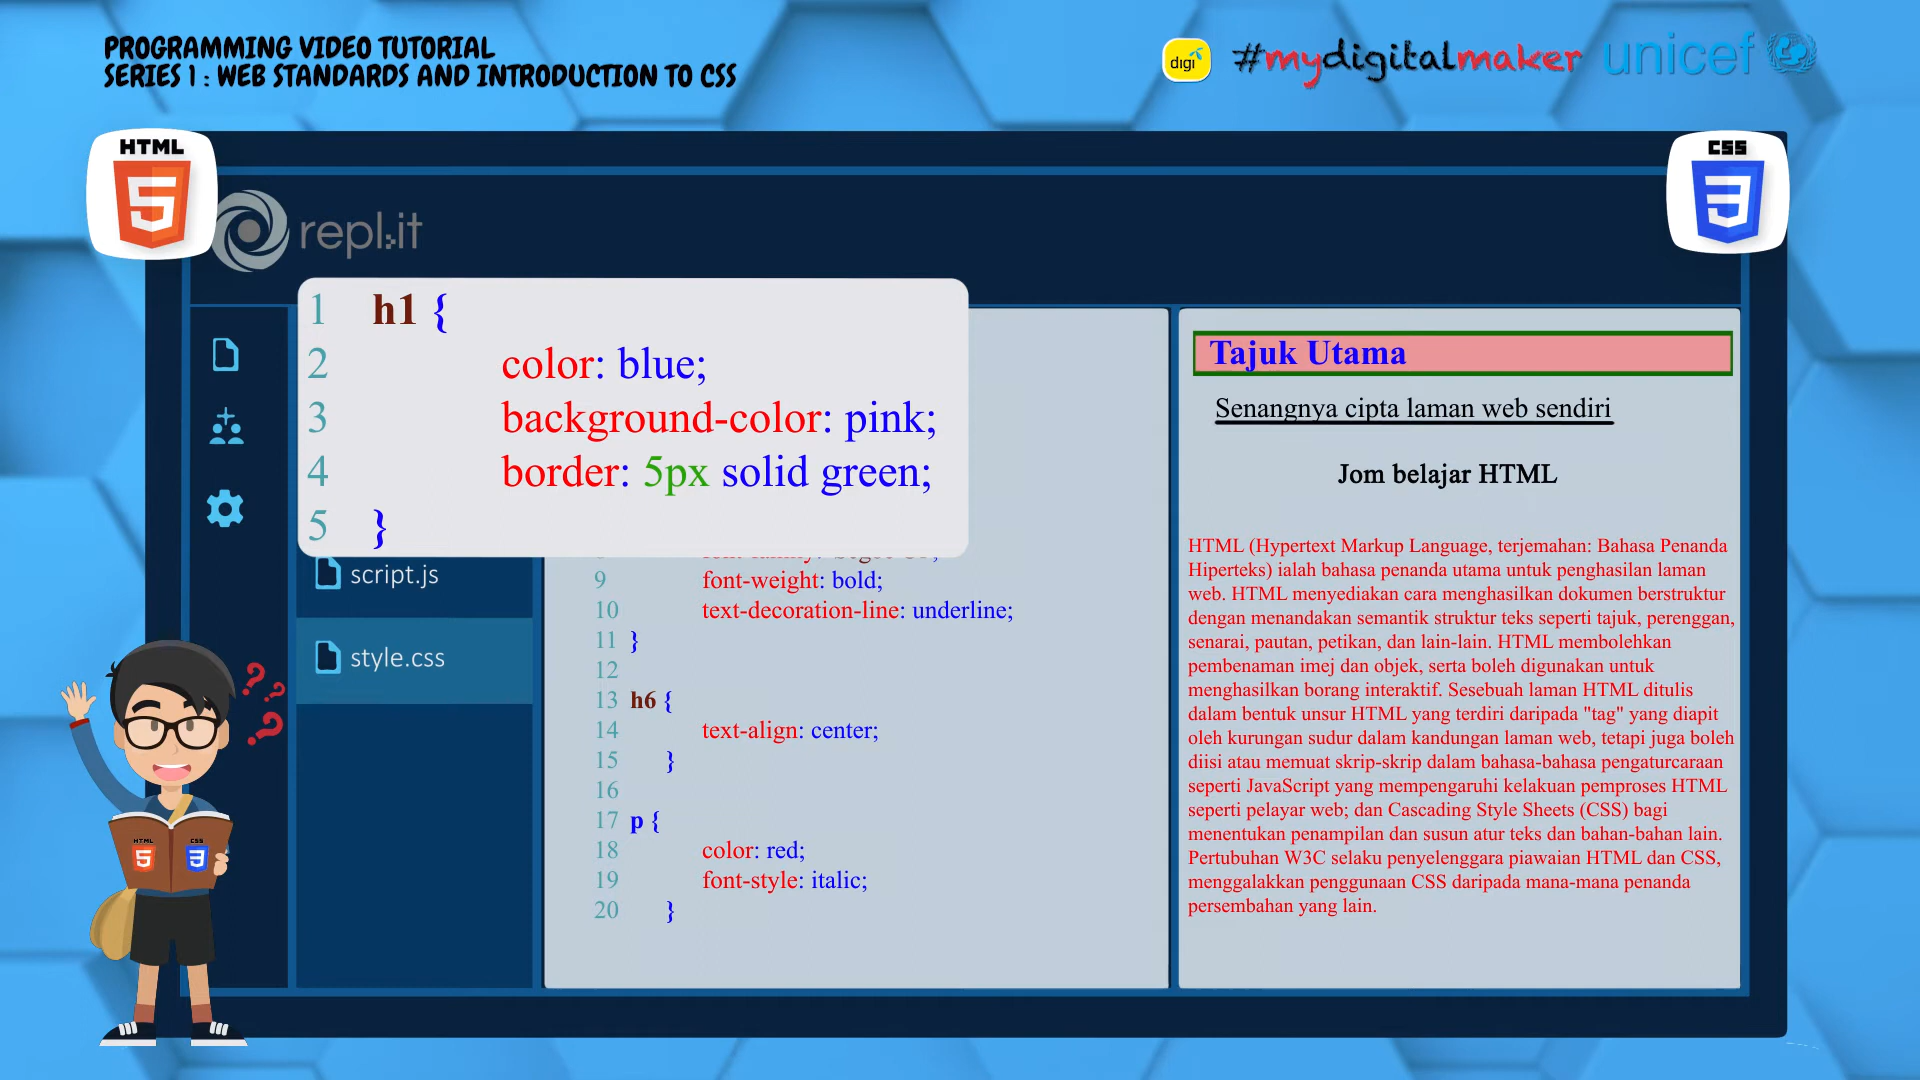 PROGRAMMING VIDEO TUTORIAL
SERIES 1 : WEB STANDARDS AND INTRODUCTION TO CSS
digi
#mydigitalmaker
unicef
HTML
5
CSS
3
repl.it
1 h1 {
2 color: blue;
3 background-color: pink;
4 border: 5px solid green;
5 }
script.js
style.css
9 font-weight: bold;
10 text-decoration-line: underline;
11 }
12
13 h6 {
14 text-align: center;
15 }
16
17 p {
18 color: red;
19 font-style: italic;
20 }
Tajuk Utama
Senangnya cipta laman web sendiri
Jom belajar HTML
HTML (Hypertext Markup Language, terjemahan: Bahasa Penanda
Hiperteks) ialah bahasa penanda utama untuk penghasilan laman
web. HTML menyediakan cara menghasilkan dokumen berstruktur
dengan menandakan semantik struktur teks seperti tajuk, perenggan,
senarai, pautan, petikan, dan lain-lain. HTML membolehkan
pembenaman imej dan objek, serta boleh digunakan untuk
menghasilkan borang interaktif. Sesebuah laman HTML ditulis
dalam bentuk unsur HTML yang terdiri daripada "tag" yang diapit
oleh kurungan sudur dalam kandungan laman web, tetapi juga boleh
diisi atau memuat skrip-skrip dalam bahasa-bahasa pengaturcaraan
seperti JavaScript yang mempengaruhi kelakuan pemproses HTML
seperti pelayar web; dan Cascading Style Sheets (CSS) bagi
menentukan penampilan dan susun atur teks dan bahan-bahan lain.
Pertubuhan W3C selaku penyelenggara piawaian HTML dan CSS,
menggalakkan penggunaan CSS daripada mana-mana penanda
persembahan yang lain.
? ? ?
HTML
5
CSS
3